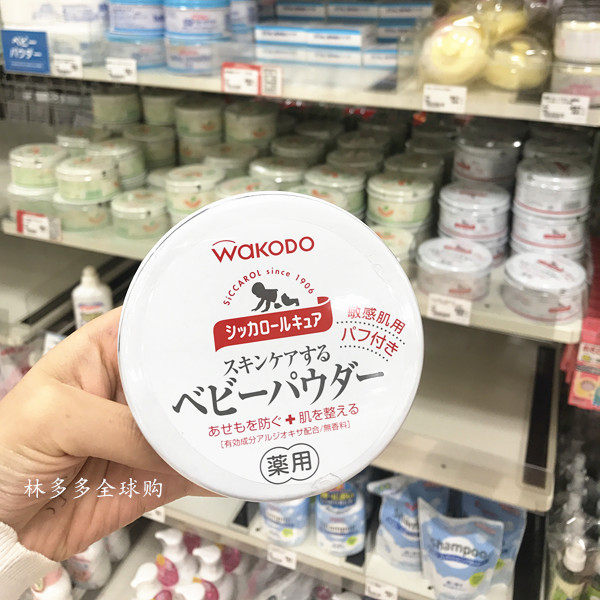 ベビー
パウダー
WaKODO
SiCCAROL since 1906
シッカロールキュア
敏感肌用
パフ付き
スキンケアする
ベビーパウダー
あせもを防ぐ+肌を整える
[有効成分アルジオキサ配合/無香料]
薬用
林多多全球购
Shampoo